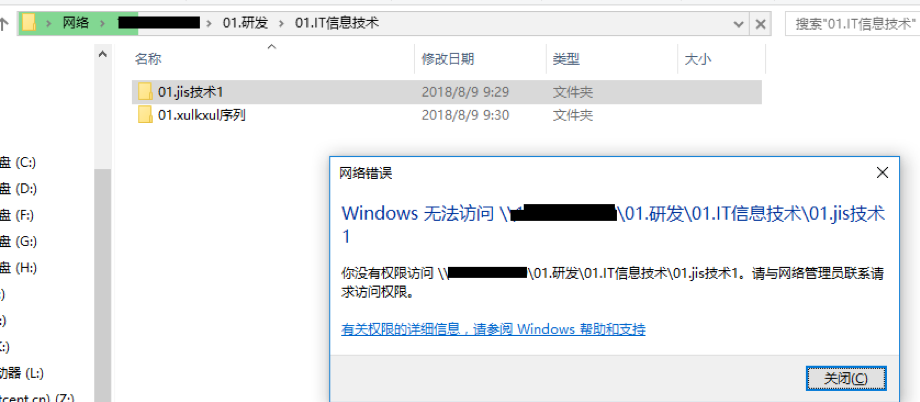 网络 > > 01.研发 > 01.IT信息技术
搜索"01.IT信息技术"
名称 修改日期 类型 大小
01.jis技术1 2018/8/9 9:29 文件夹
01.xulkxul序列 2018/8/9 9:30 文件夹
盘 (C:)
盘 (D:)
盘 (F:)
盘 (G:)
盘 (H:)
:)
:)
:)
动器 (L:)
tcent.cn) (Z:)
网络错误
Windows 无法访问 \\ \01.研发\01.IT信息技术\01.jis技术
1
你没有权限访问 \\ \01.研发\01.IT信息技术\01.jis技术1。请与网络管理员联系请
求访问权限。
有关权限的详细信息，请参阅 Windows 帮助和支持
关闭(C)